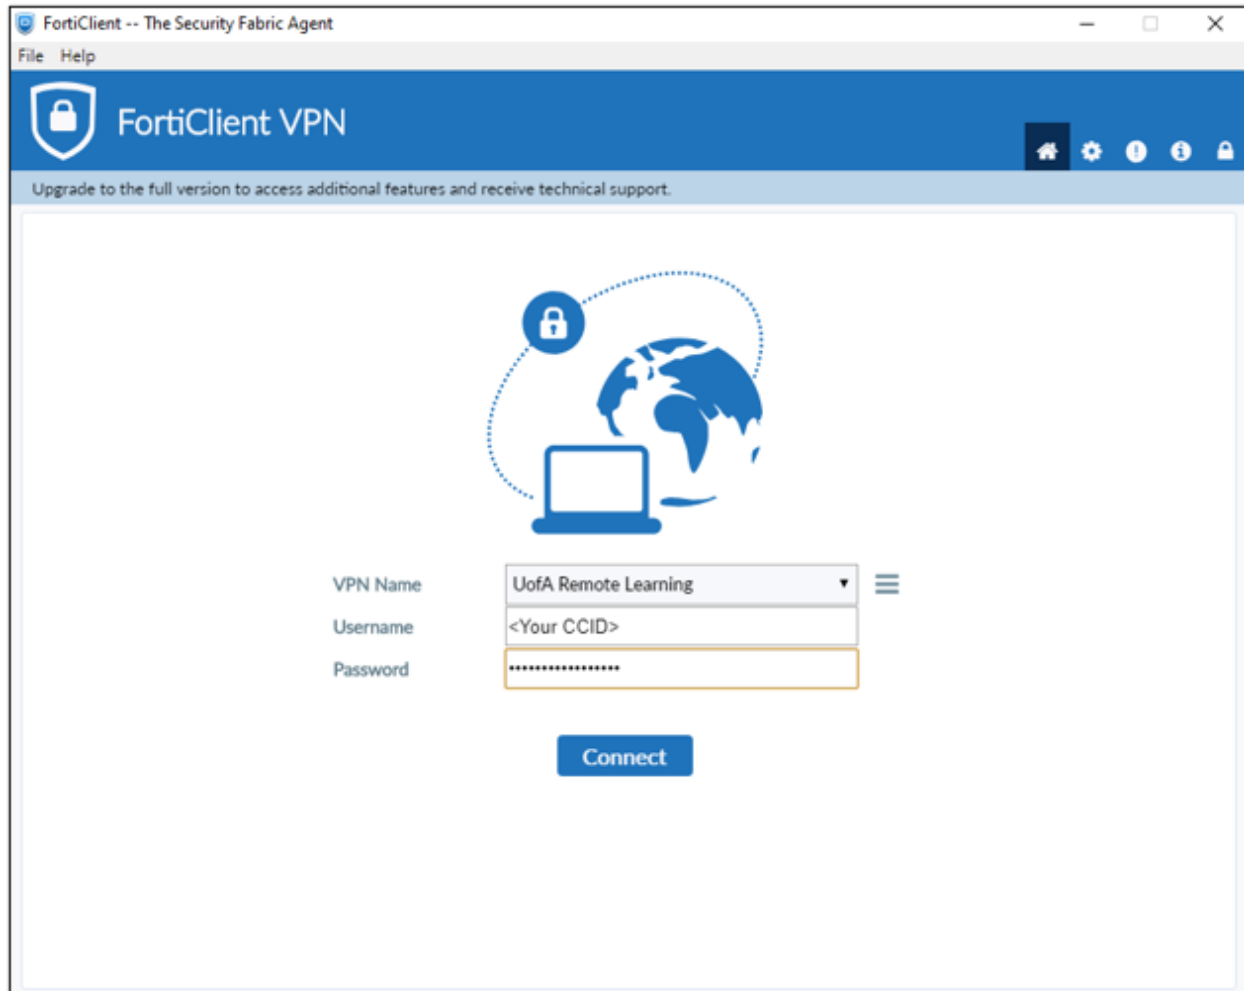 FortiClient -- The Security Fabric Agent
File Help
FortiClient VPN
Upgrade to the full version to access additional features and receive technical support.
VPN Name UofA Remote Learning
Username <Your CCID>
Password •••••••••••••••••
Connect